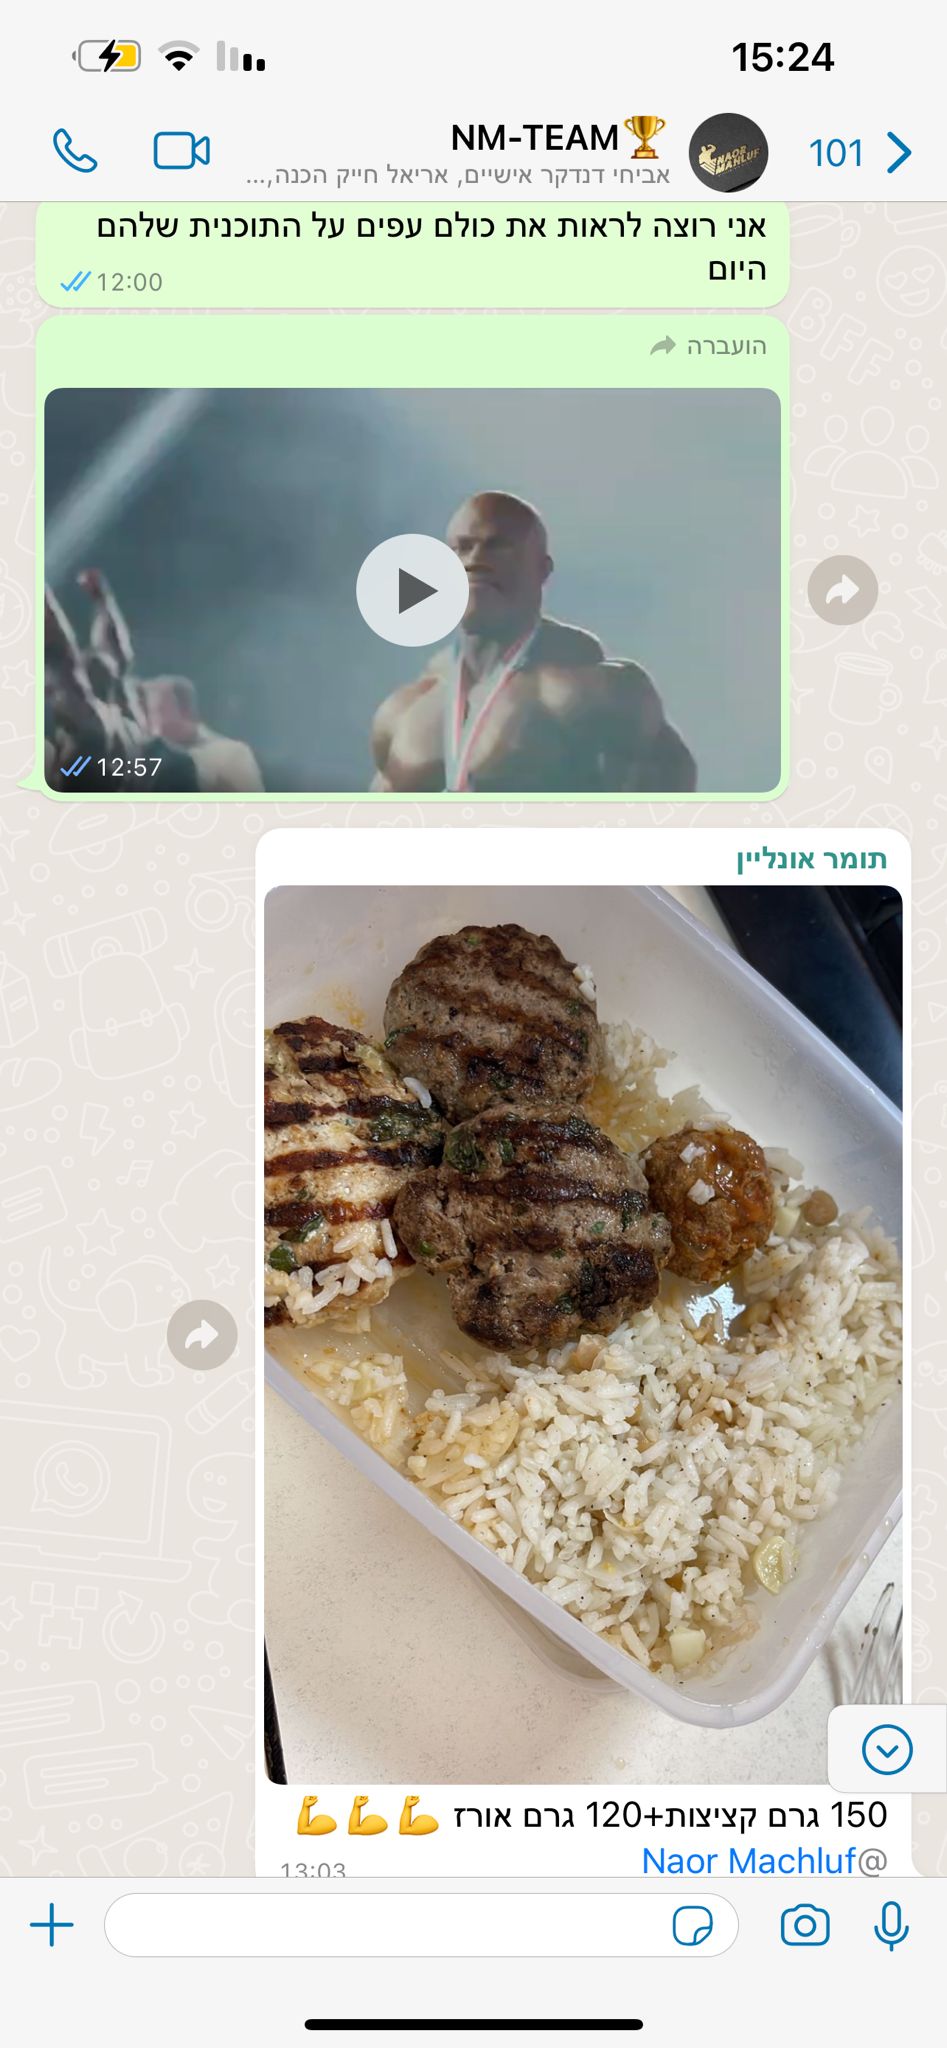 15:24
NM-TEAM🏆
אביחי דנדקר אישיים, אריאל חייק הכנה,...
NAOR
MAHLUF
101
אני רוצה לראות את כולם עפים על התוכנית שלהם
היום
12:00
הועברה
12:57
תומר אונליין
150 גרם קציצות+120 גרם אורז 💪💪💪
@Naor Machluf
13:03